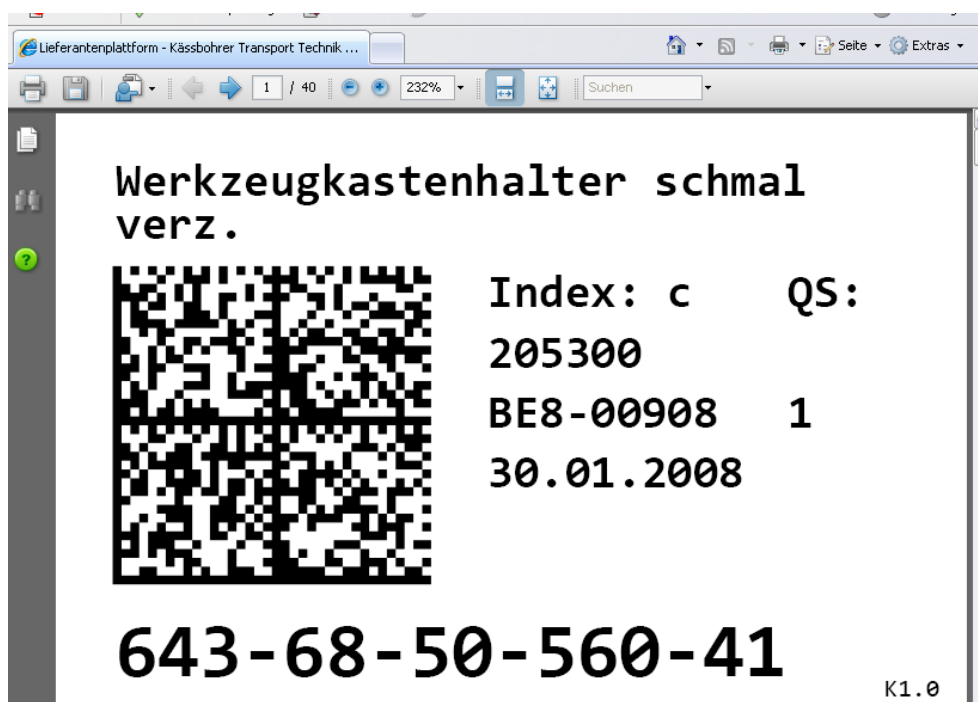 Lieferantenplattform - Kässbohrer Transport Technik ...
Seite
Extras
1 / 40
232%
Suchen
Werkzeugkastenhalter schmal
verz.
Index: c QS:
205300
BE8-00908 1
30.01.2008
643-68-50-560-41
K1.0